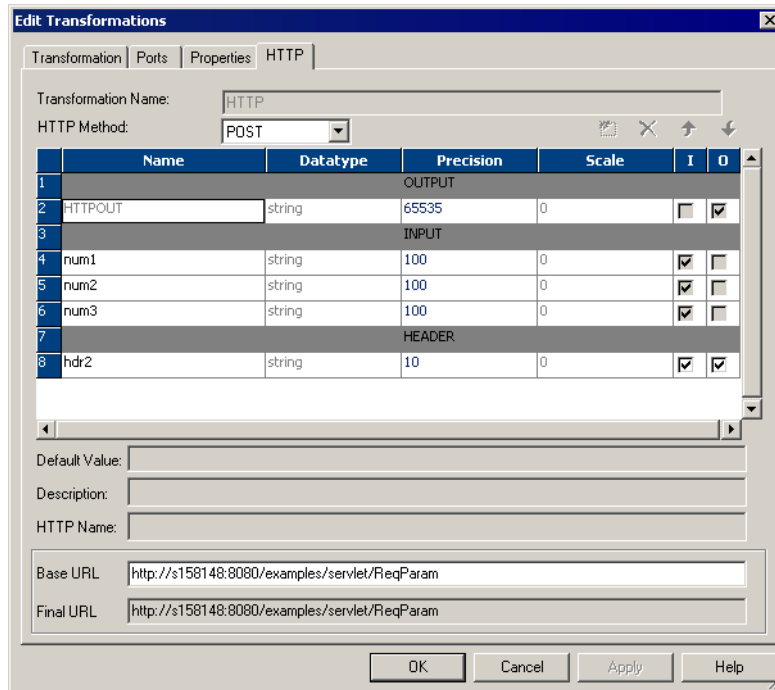 Edit Transformations
Transformation Ports Properties HTTP
Transformation Name: HTTP
HTTP Method: POST
Name Datatype Precision Scale I O
1 OUTPUT
2 HTTPOUT string 65535 0
3 INPUT
4 num1 string 100 0
5 num2 string 100 0
6 num3 string 100 0
7 HEADER
8 hdr2 string 10 0
Default Value:
Description:
HTTP Name:
Base URL http://s158148:8080/examples/servlet/ReqParam
Final URL http://s158148:8080/examples/servlet/ReqParam
OK Cancel Apply Help